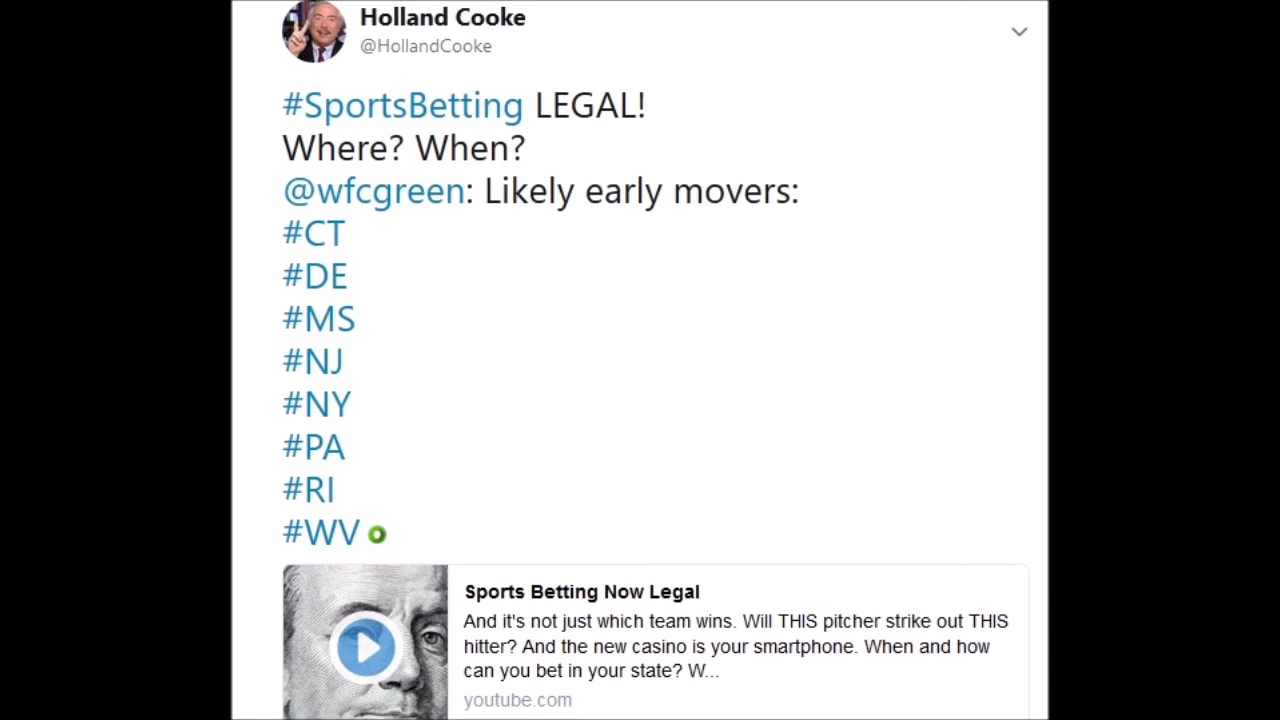 Holland Cooke
@HollandCooke
#SportsBetting LEGAL!
Where? When?
@wfcgreen: Likely early movers:
#CT
#DE
#MS
#NJ
#NY
#PA
#RI
#WV
Sports Betting Now Legal
And it's not just which team wins. Will THIS pitcher strike out THIS
hitter? And the new casino is your smartphone. When and how
can you bet in your state? W...
youtube.com